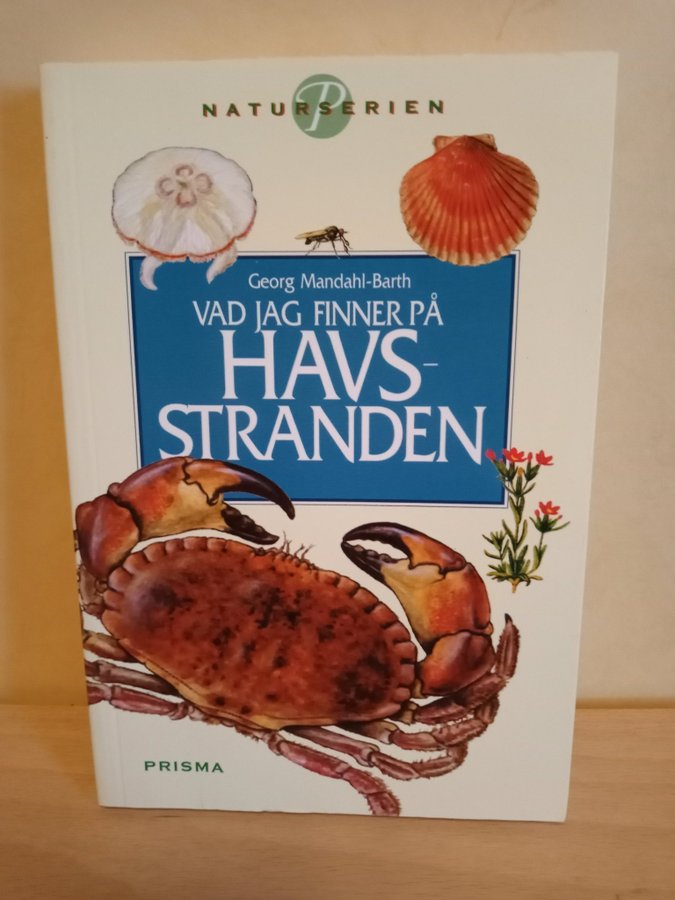 P
NATURSERIEN
Georg Mandahl-Barth
VAD JAG FINNER PÅ
HAVS-
STRANDEN
PRISMA